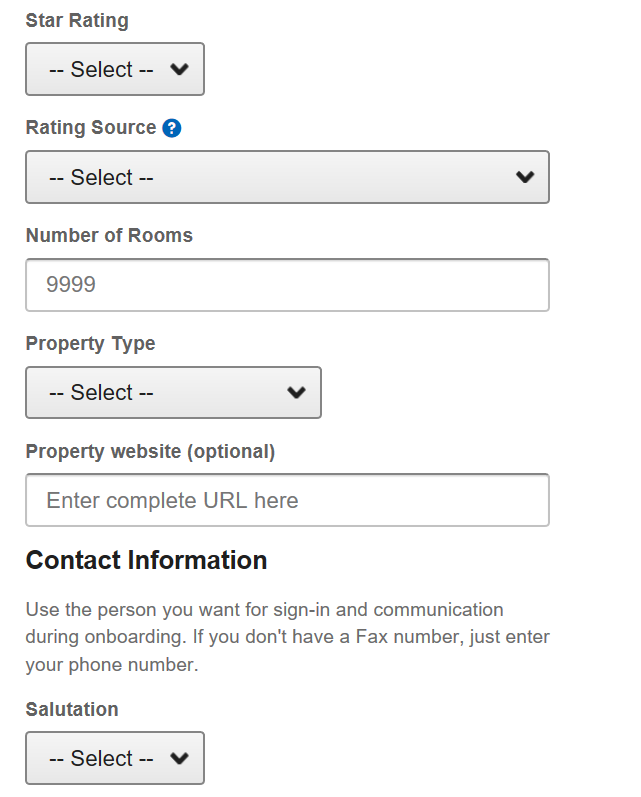 Star Rating
-- Select --
Rating Source ?
-- Select --
Number of Rooms
9999
Property Type
-- Select --
Property website (optional)
Enter complete URL here
Contact Information
Use the person you want for sign-in and communication
during onboarding. If you don't have a Fax number, just enter
your phone number.
Salutation
-- Select --